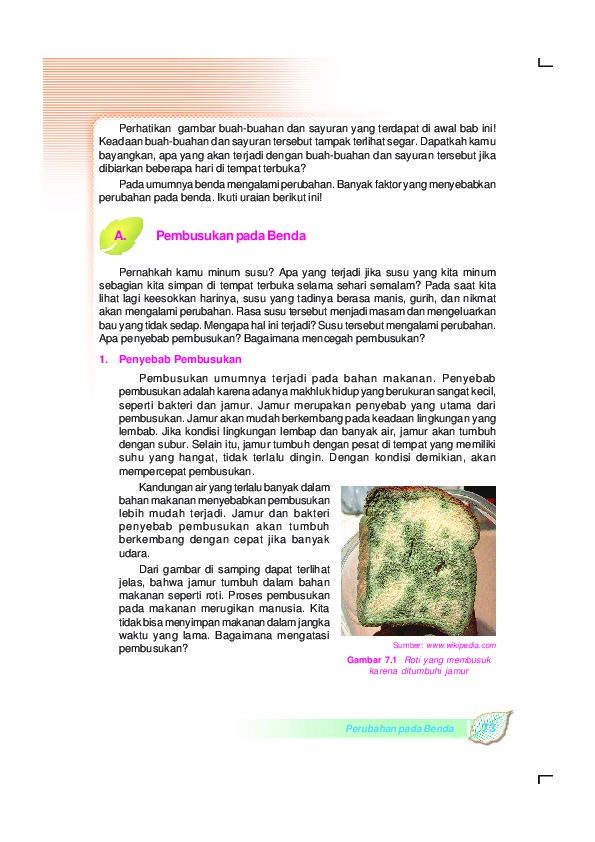 Perhatikan gambar buah-buahan dan sayuran yang terdapat di awal bab ini!
Keadaan buah-buahan dan sayuran tersebut tampak terlihat segar. Dapatkah kamu
bayangkan, apa yang akan terjadi dengan buah-buahan dan sayuran tersebut jika
dibiarkan beberapa hari di tempat terbuka?
Pada umumnya benda mengalami perubahan. Banyak faktor yang menyebabkan
perubahan pada benda. Ikuti uraian berikut ini!
A. Pembusukan pada Benda
Pernahkah kamu minum susu? Apa yang terjadi jika susu yang kita minum
sebagian kita simpan di tempat terbuka selama sehari semalam? Pada saat kita
lihat lagi keesokkan harinya, susu yang tadinya berasa manis, gurih, dan nikmat
akan mengalami perubahan. Rasa susu tersebut menjadi masam dan mengeluarkan
bau yang tidak sedap. Mengapa hal ini terjadi? Susu tersebut mengalami perubahan.
Apa penyebab pembusukan? Bagaimana mencegah pembusukan?
1. Penyebab Pembusukan
Pembusukan umumnya terjadi pada bahan makanan. Penyebab
pembusukan adalah karena adanya makhluk hidup yang berukuran sangat kecil,
seperti bakteri dan jamur. Jamur merupakan penyebab yang utama dari
pembusukan. Jamur akan mudah berkembang pada keadaan lingkungan yang
lembab. Jika kondisi lingkungan lembap dan banyak air, jamur akan tumbuh
dengan subur. Selain itu, jamur tumbuh dengan pesat di tempat yang memiliki
suhu yang hangat, tidak terlalu dingin. Dengan kondisi demikian, akan
mempercepat pembusukan.
Kandungan air yang terlalu banyak dalam
bahan makanan menyebabkan pembusukan
lebih mudah terjadi. Jamur dan bakteri
penyebab pembusukan akan tumbuh
berkembang dengan cepat jika banyak
udara.
Dari gambar di samping dapat terlihat
jelas, bahwa jamur tumbuh dalam bahan
makanan seperti roti. Proses pembusukan
pada makanan merugikan manusia. Kita
tidak bisa menyimpan makanan dalam jangka
waktu yang lama. Bagaimana mengatasi
pembusukan?
Sumber: www.wikipedia.com
Gambar 7.1 Roti yang membusuk
karena ditumbuhi jamur
Perubahan pada Benda 73